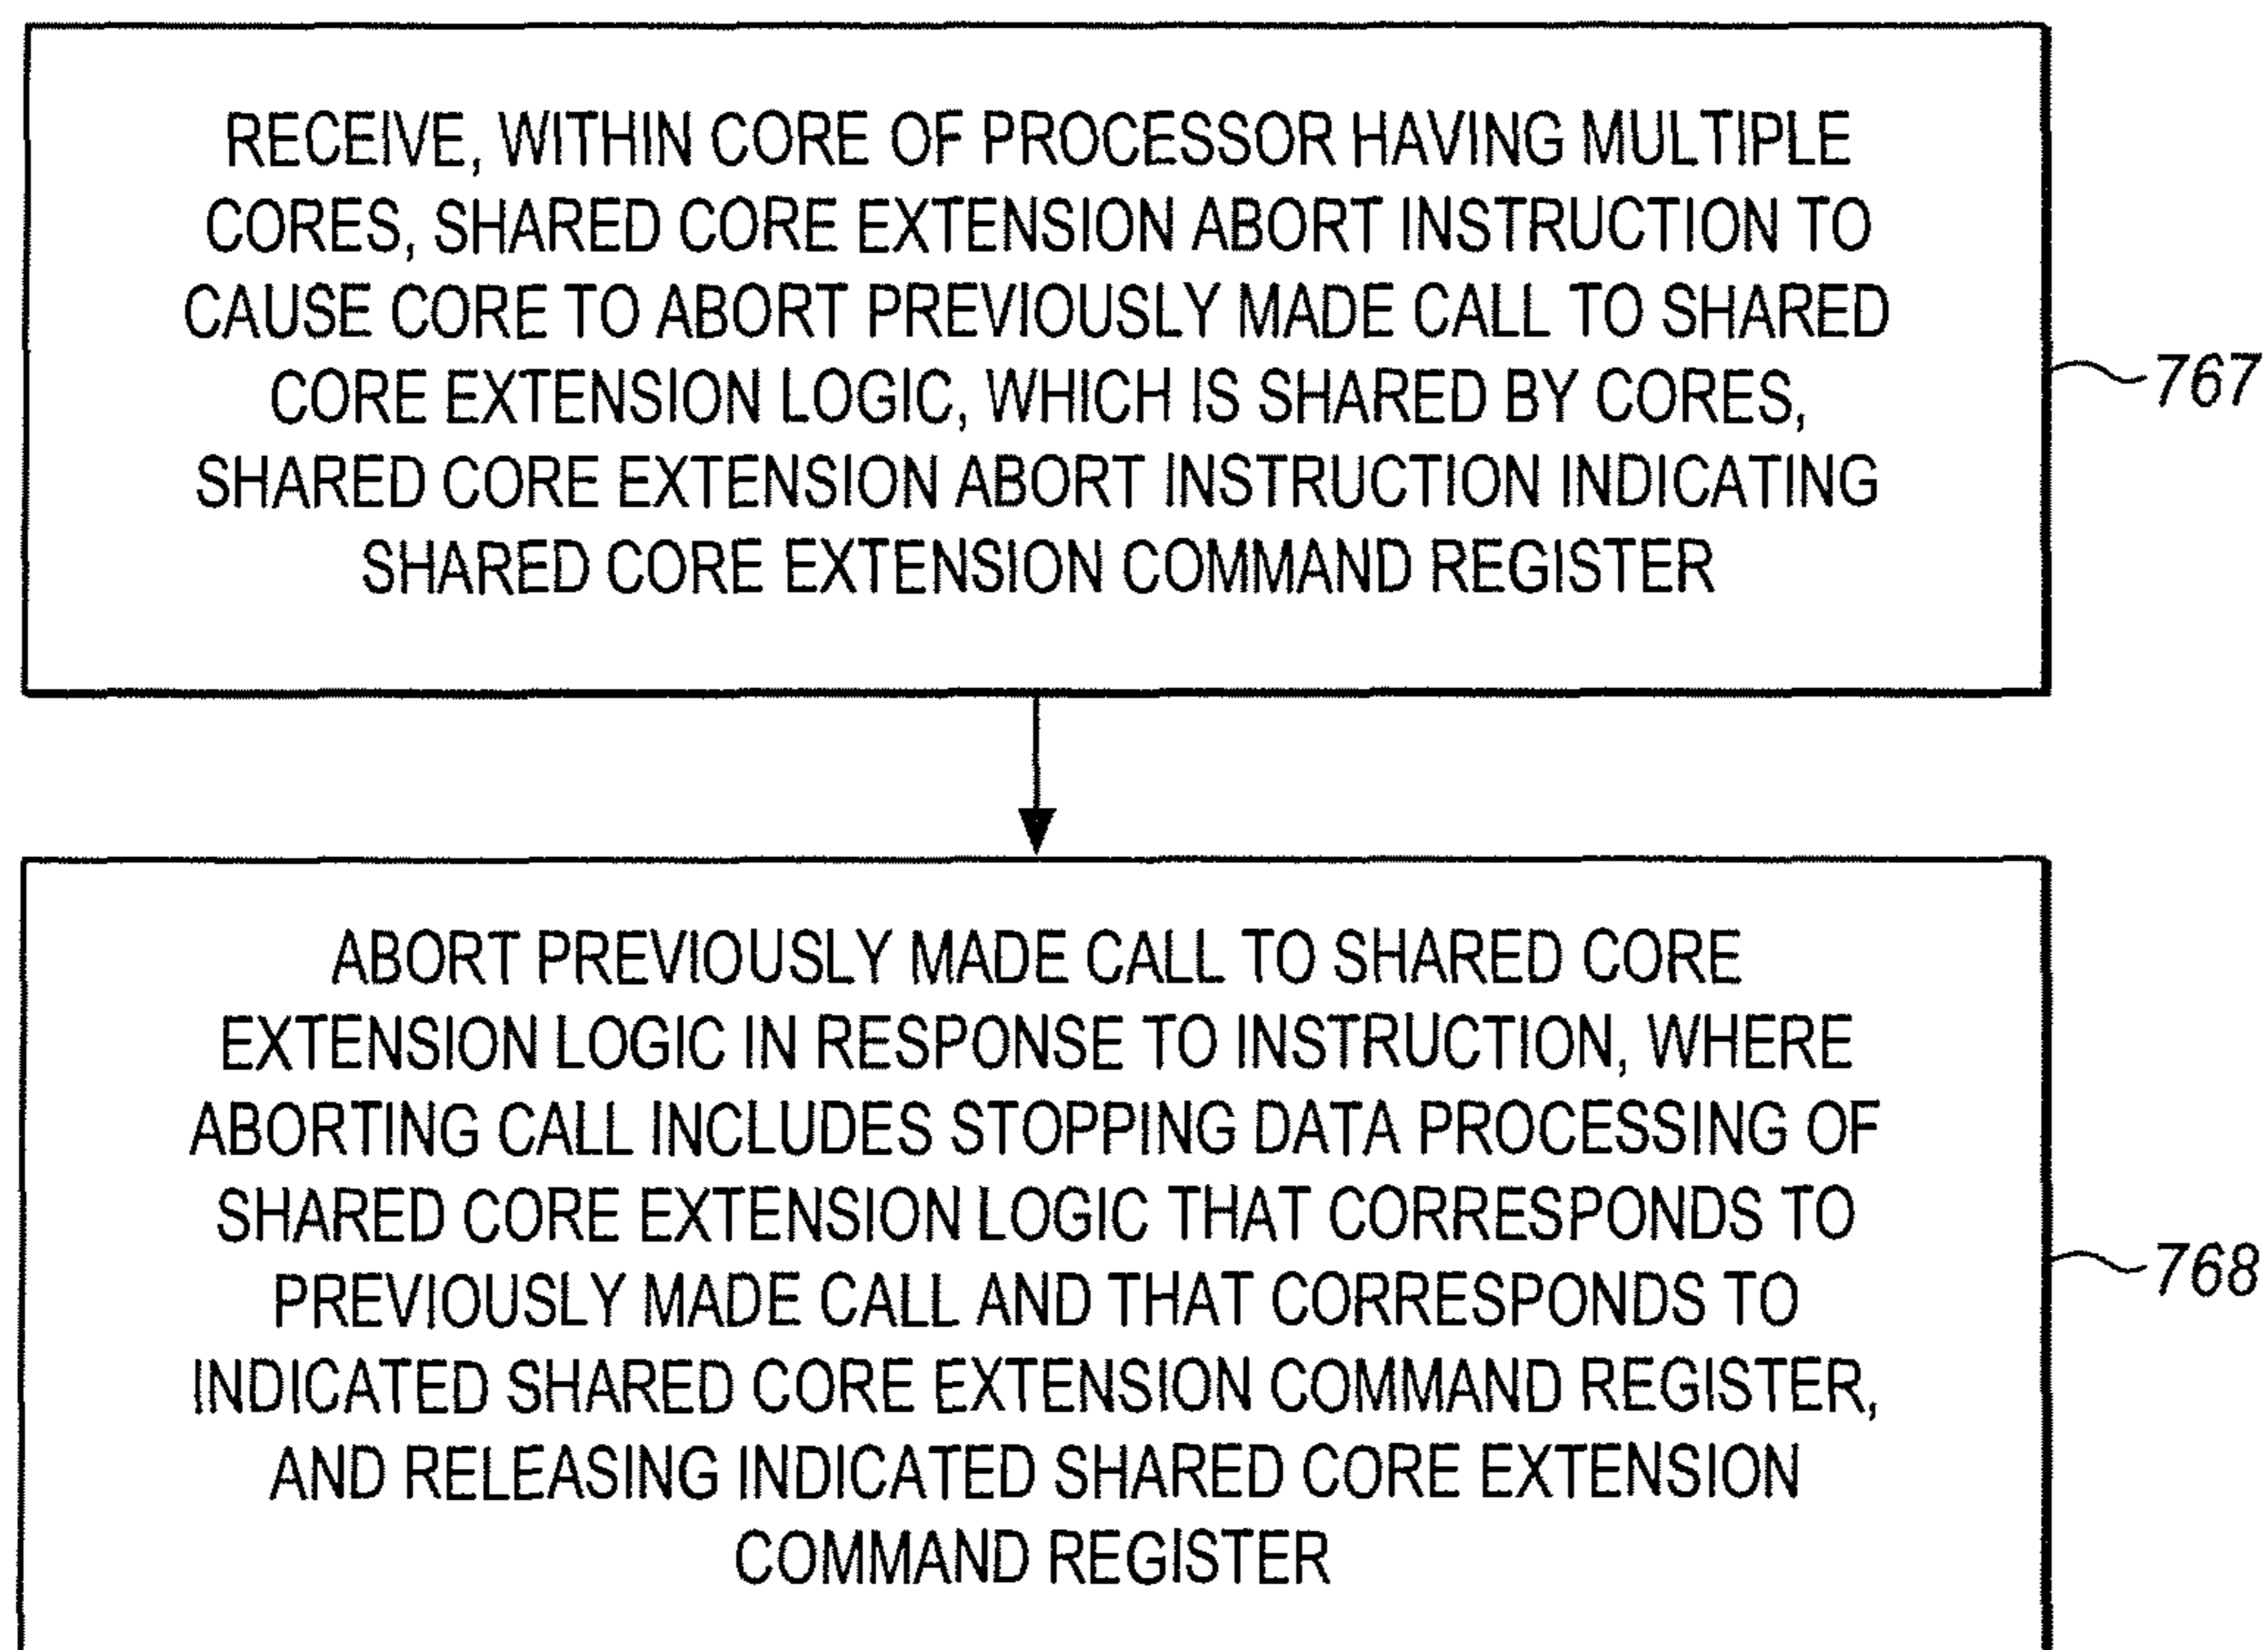 RECEIVE, WITHIN CORE OF PROCESSOR HAVING MULTIPLE
CORES, SHARED CORE EXTENSION ABORT INSTRUCTION TO
CAUSE CORE TO ABORT PREVIOUSLY MADE CALL TO SHARED
CORE EXTENSION LOGIC, WHICH IS SHARED BY CORES,
SHARED CORE EXTENSION ABORT INSTRUCTION INDICATING
SHARED CORE EXTENSION COMMAND REGISTER
767
ABORT PREVIOUSLY MADE CALL TO SHARED CORE
EXTENSION LOGIC IN RESPONSE TO INSTRUCTION, WHERE
ABORTING CALL INCLUDES STOPPING DATA PROCESSING OF
SHARED CORE EXTENSION LOGIC THAT CORRESPONDS TO
PREVIOUSLY MADE CALL AND THAT CORRESPONDS TO
INDICATED SHARED CORE EXTENSION COMMAND REGISTER,
AND RELEASING INDICATED SHARED CORE EXTENSION
COMMAND REGISTER
768